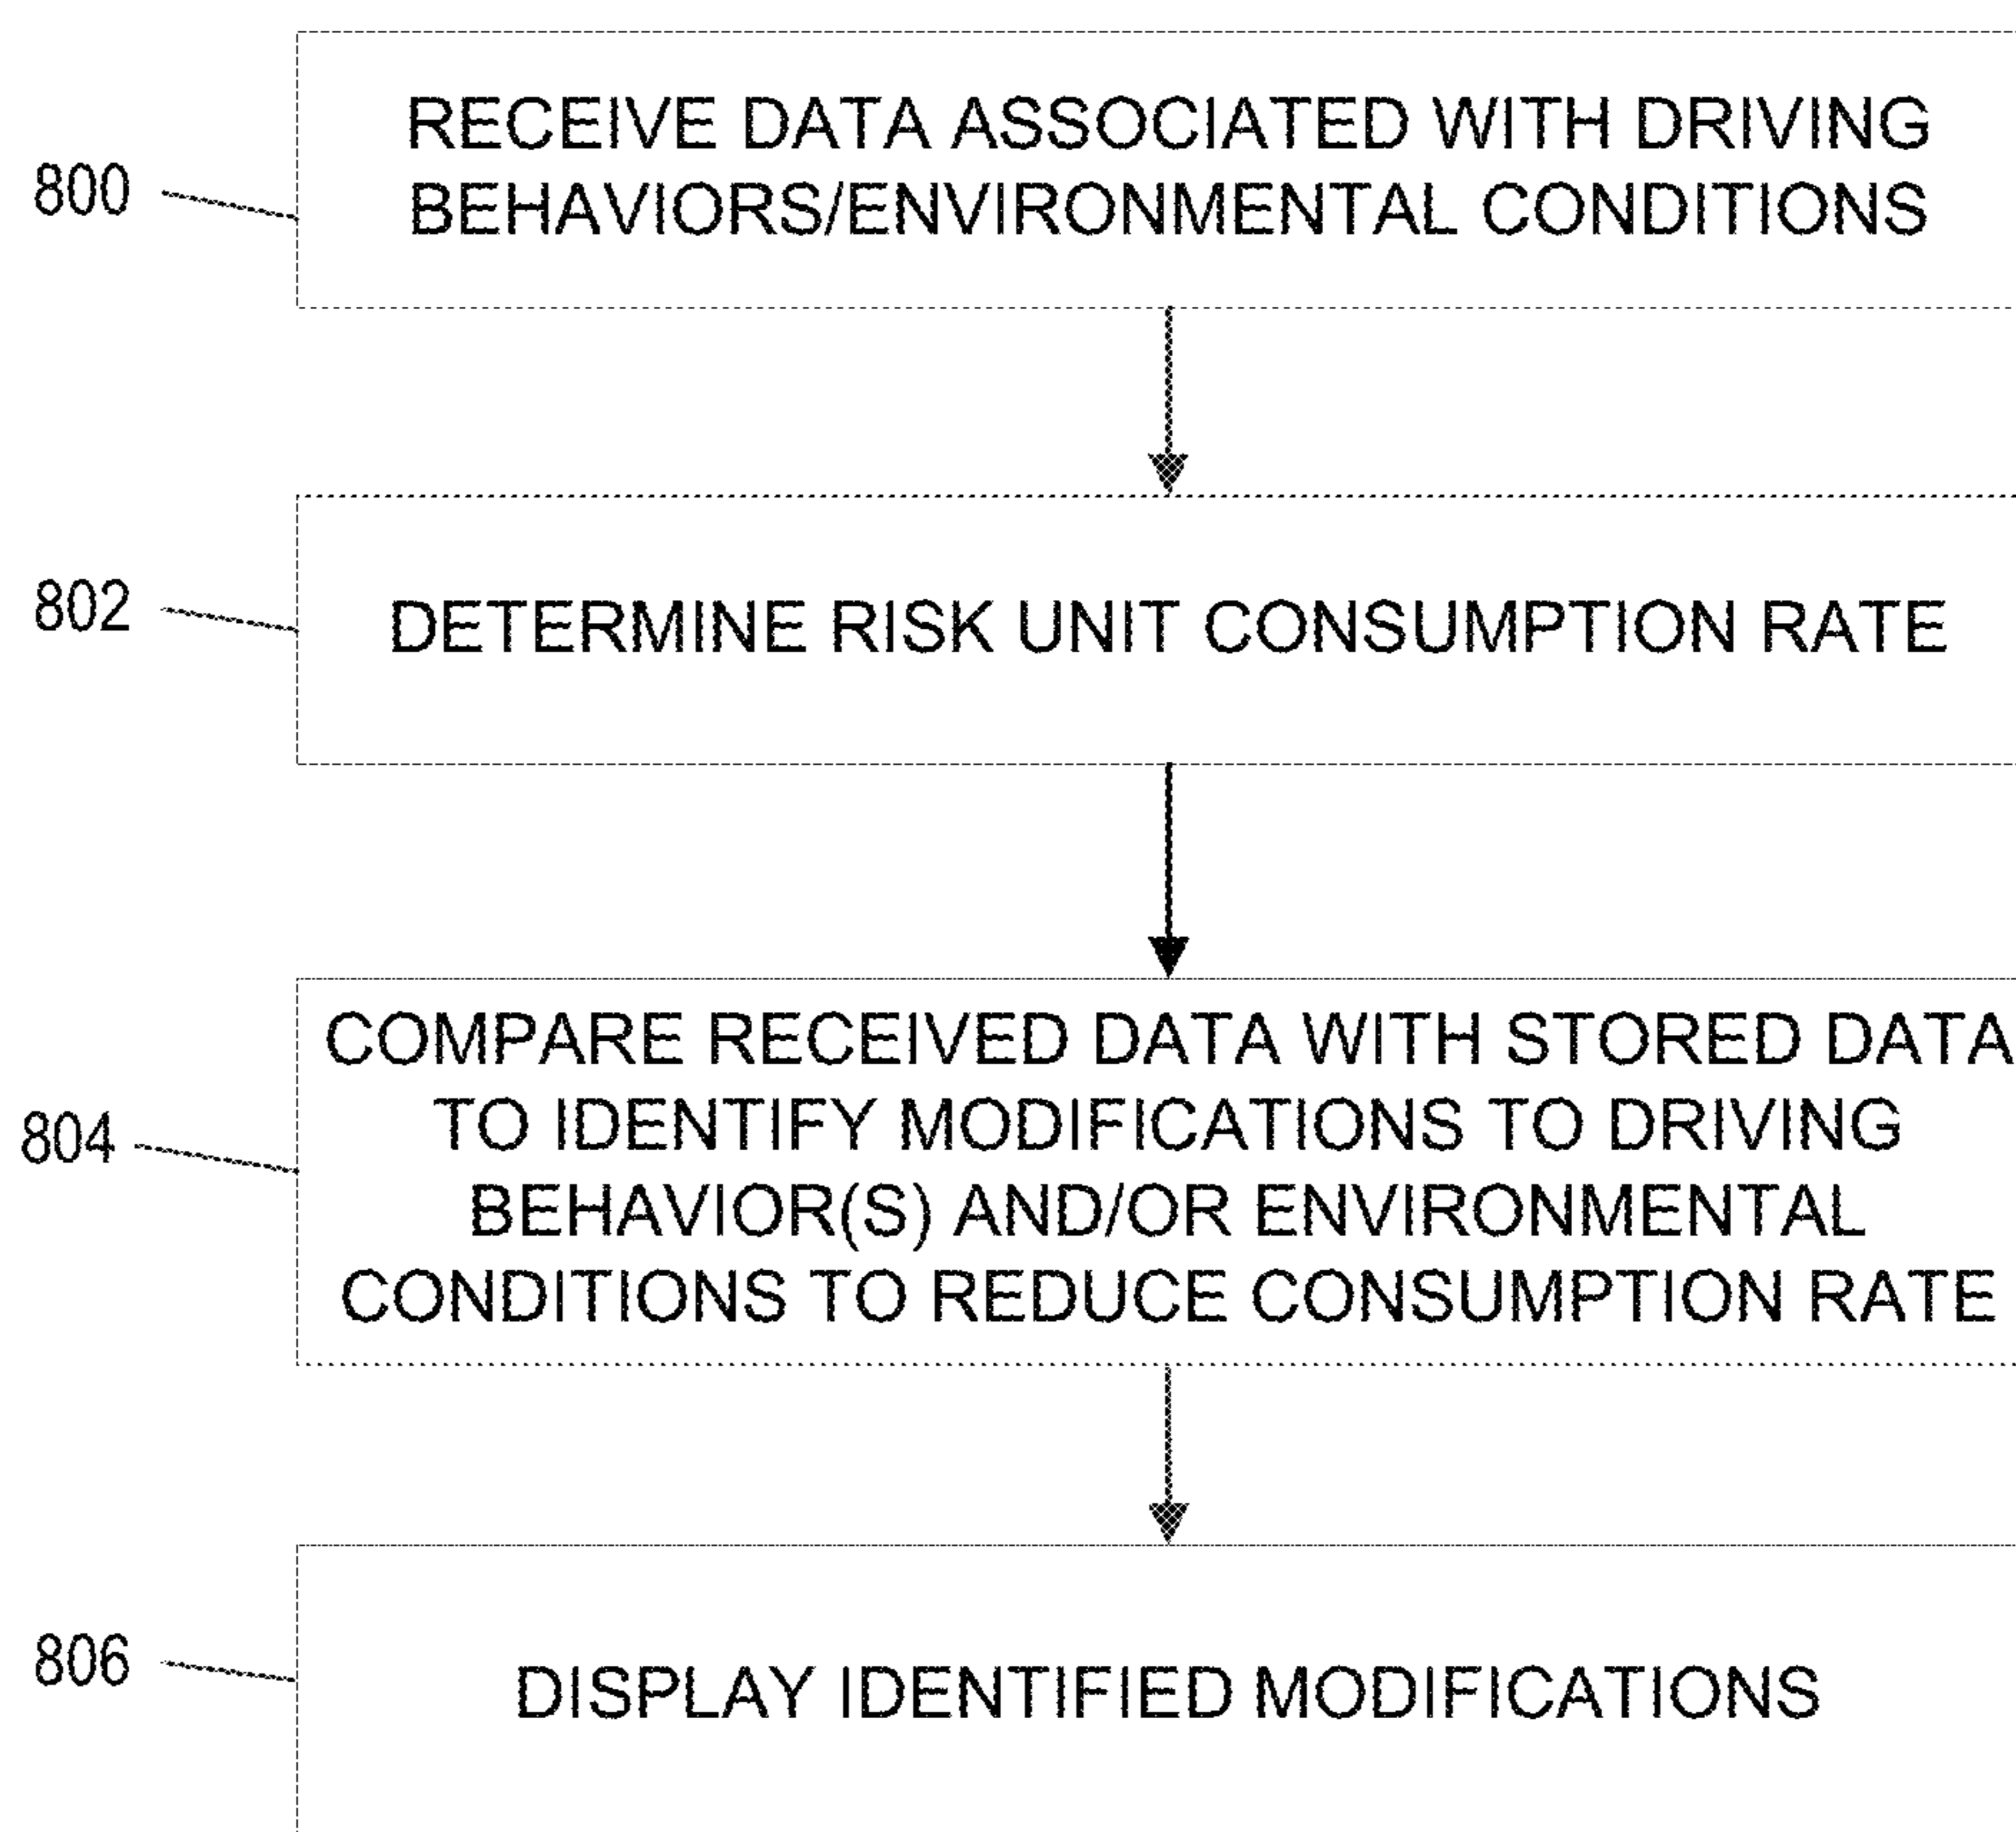 800
RECEIVE DATA ASSOCIATED WITH DRIVING
BEHAVIORS/ENVIRONMENTAL CONDITIONS
802
DETERMINE RISK UNIT CONSUMPTION RATE
804
COMPARE RECEIVED DATA WITH STORED DATA
TO IDENTIFY MODIFICATIONS TO DRIVING
BEHAVIOR(S) AND/OR ENVIRONMENTAL
CONDITIONS TO REDUCE CONSUMPTION RATE
806
DISPLAY IDENTIFIED MODIFICATIONS